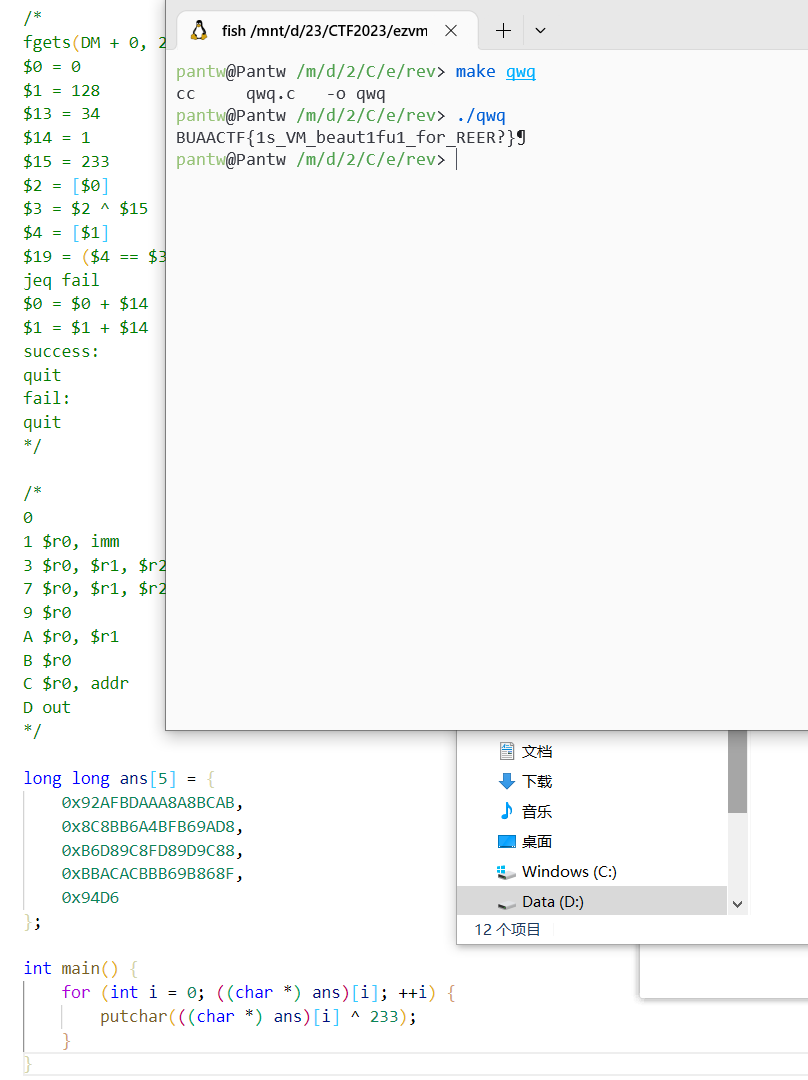 /*
fgets(DM + 0, 2
$0 = 0
$1 = 128
$13 = 34
$14 = 1
$15 = 233
$2 = [$0]
$3 = $2 ^ $15
$4 = [$1]
$19 = ($4 == $3
jeq fail
$0 = $0 + $14
$1 = $1 + $14
success:
quit
fail:
quit
*/
/*
0
1 $r0, imm
3 $r0, $r1, $r2
7 $r0, $r1, $r2
9 $r0
A $r0, $r1
B $r0
C $r0, addr
D out
*/
long long ans[5] = {
0x92AFBDAAA8A8BCAB,
0x8C8BB6A4BFB69AD8,
0xB6D89C8FD89D9C88,
0xBBACACBBB69B868F,
0x94D6
};
int main() {
for (int i = 0; ((char *) ans)[i]; ++i) {
putchar(((char *) ans)[i] ^ 233);
}
}
fish /mnt/d/23/CTF2023/ezvm
pantw@Pantw /m/d/2/C/e/rev> make qwq
cc qwq.c -o qwq
pantw@Pantw /m/d/2/C/e/rev> ./qwq
BUAACTF{1s_VM_beaut1fu1_for_REER?}¶
pantw@Pantw /m/d/2/C/e/rev>
文档
下载
音乐
桌面
Windows (C:)
Data (D:)
12 个项目